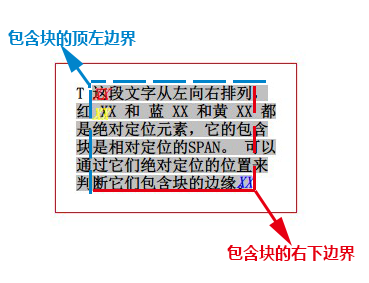 包含块的顶左边界
T 这段文字从左向右排列,
红 XX 和 蓝 XX 和黄 XX 都
是绝对定位元素，它的包含
块是相对定位的SPAN。 可以
通过它们绝对定位的位置来
判断它们包含块的边缘。XX
包含块的右下边界